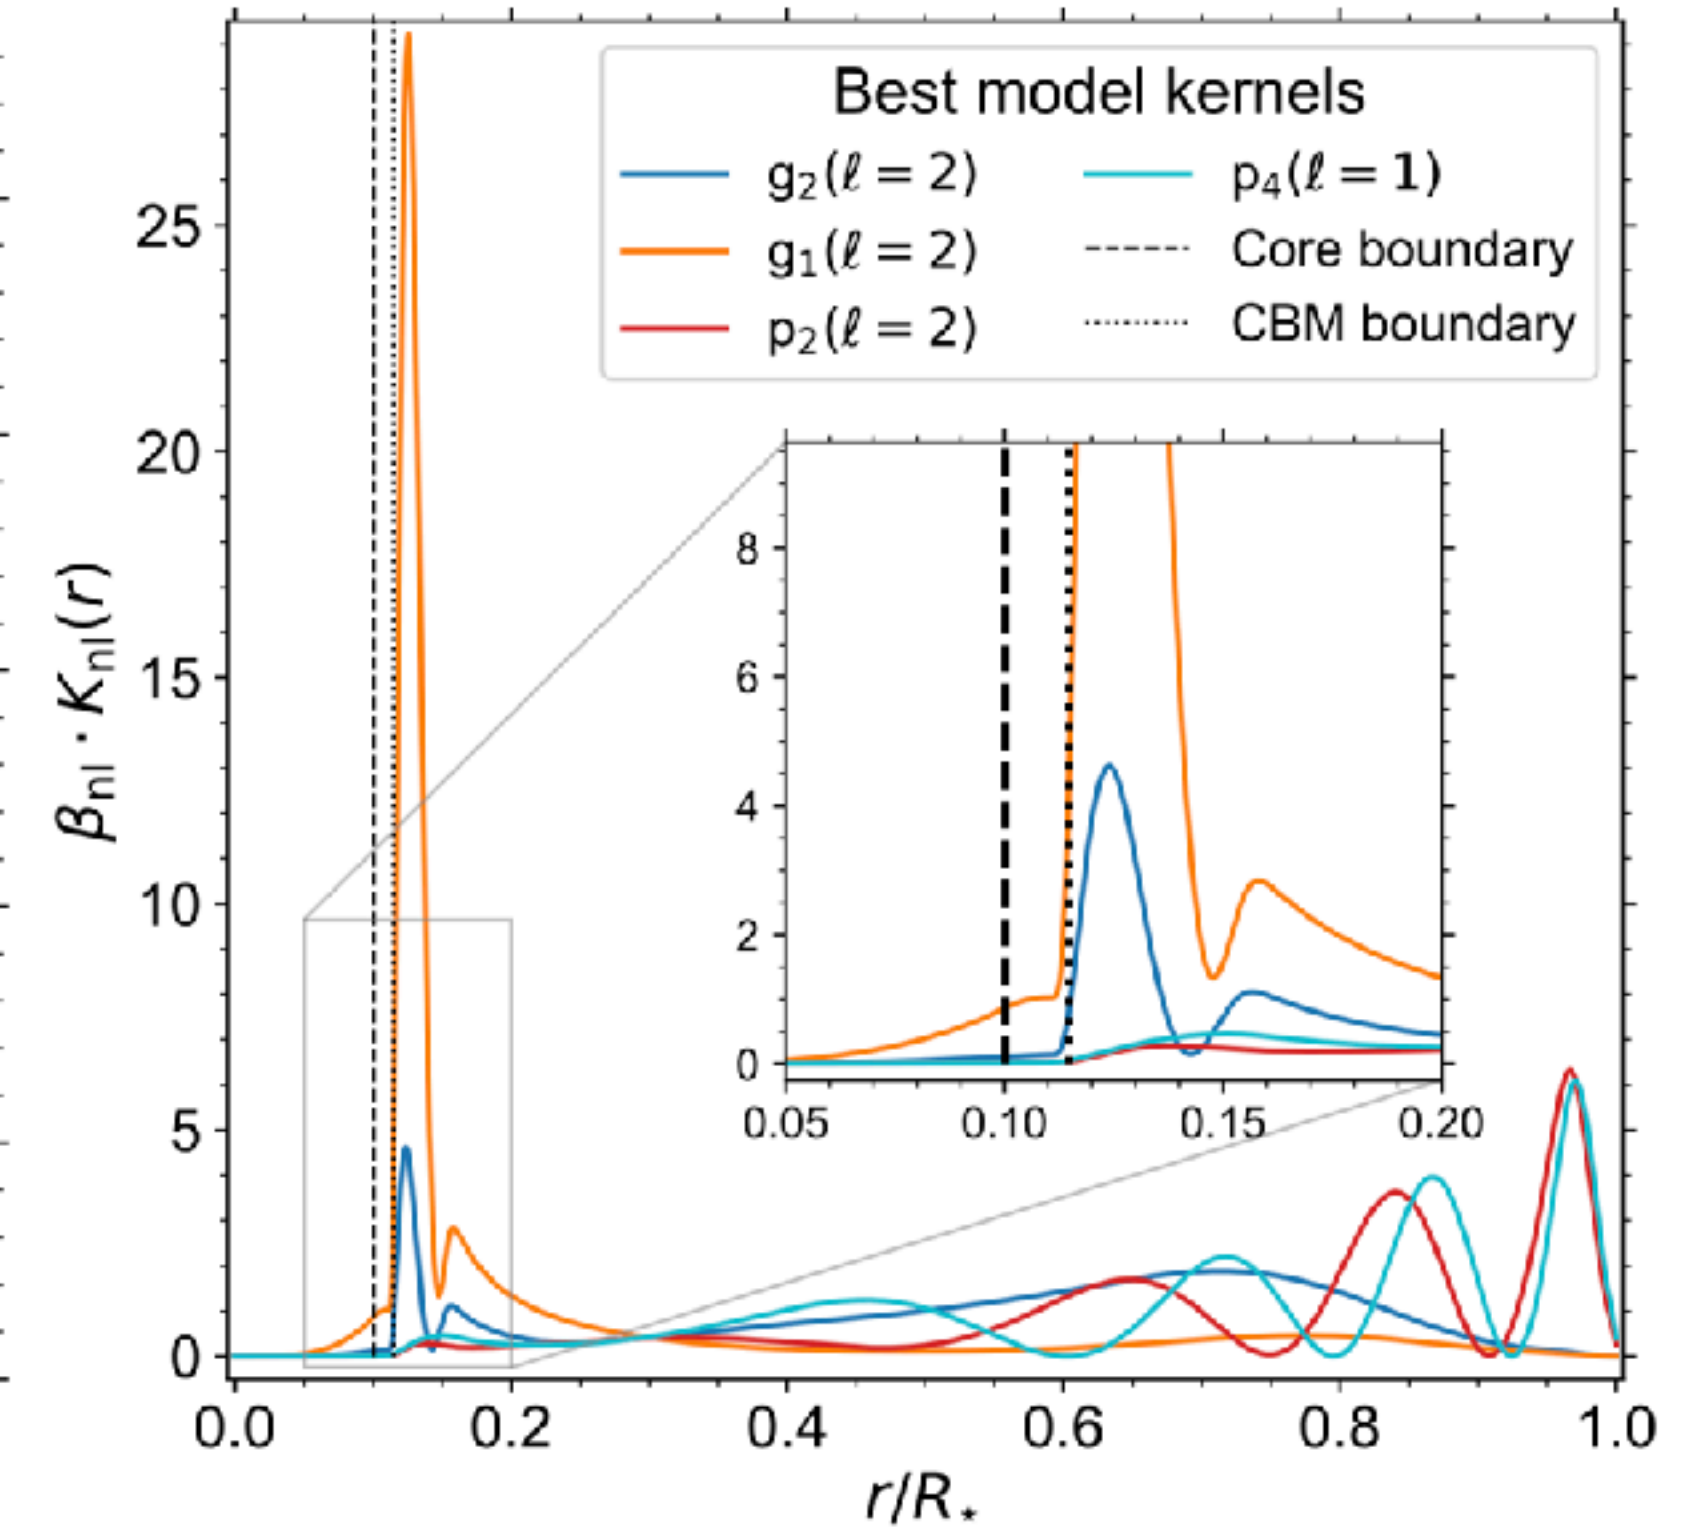 Best model kernels
g₂(ℓ = 2)
g₁(ℓ = 2)
p₂(ℓ = 2)
p₄(ℓ = 1)
Core boundary
CBM boundary
βₙₗ · Kₙₗ(r)
25
20
15
10
5
0
8
6
4
2
0
0.05 0.10 0.15 0.20
0.0 0.2 0.4 0.6 0.8 1.0
r/R⋆